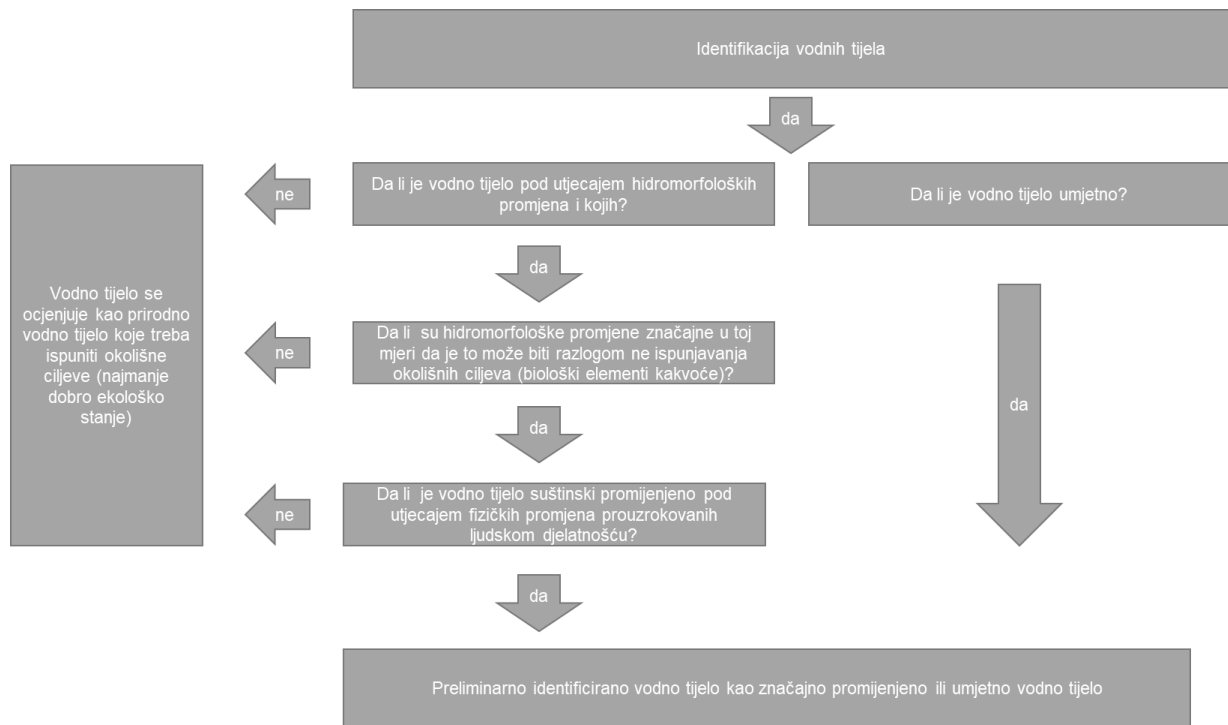 Identifikacija vodnih tijela
da
ne
Da li je vodno tijelo pod utjecajem hidromorfoloških
promjena i kojih?
Da li je vodno tijelo umjetno?
da
Vodno tijelo se
ocjenjuje kao prirodno
vodno tijelo koje treba
ispuniti okolišne
ciljeve (najmanje
dobro ekološko
stanje)
ne
Da li su hidromorfološke promjene značajne u toj
mjeri da je to može biti razlogom ne ispunjavanja
okolišnih ciljeva (biološki elementi kakvoće)?
da
da
ne
Da li je vodno tijelo suštinski promijenjeno pod
utjecajem fizičkih promjena prouzrokovanih
ljudskom djelatnošću?
da
Preliminarno identificirano vodno tijelo kao značajno promijenjeno ili umjetno vodno tijelo